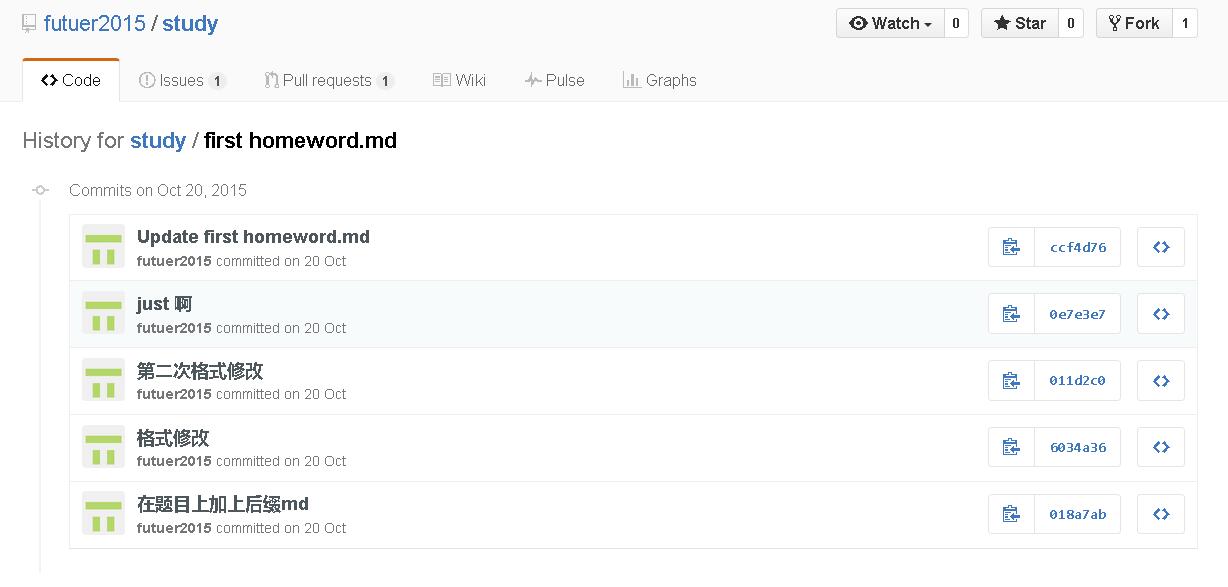 futuer2015 / study
Watch 0 Star 0 Fork 1
Code Issues 1 Pull requests 1 Wiki Pulse Graphs
History for study / first homeword.md
Commits on Oct 20, 2015
Update first homeword.md
futuer2015 committed on 20 Oct
ccf4d76
just 啊
futuer2015 committed on 20 Oct
0e7e3e7
第二次格式修改
futuer2015 committed on 20 Oct
011d2c0
格式修改
futuer2015 committed on 20 Oct
6034a36
在题目上加上后缀md
futuer2015 committed on 20 Oct
018a7ab